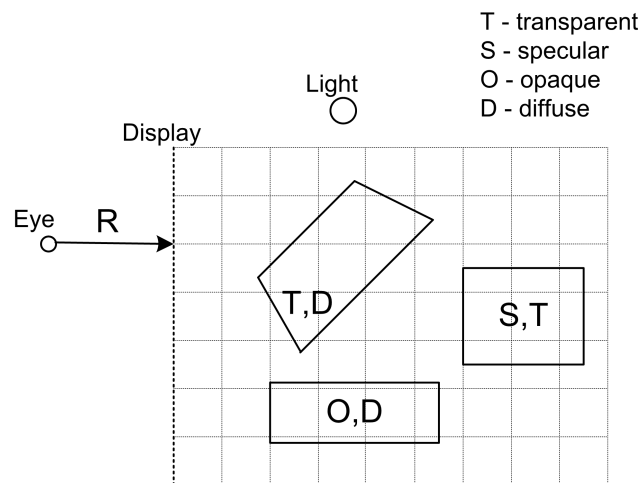 T - transparent
S - specular
O - opaque
D - diffuse
Light
Display
Eye
R
T,D
S,T
O,D